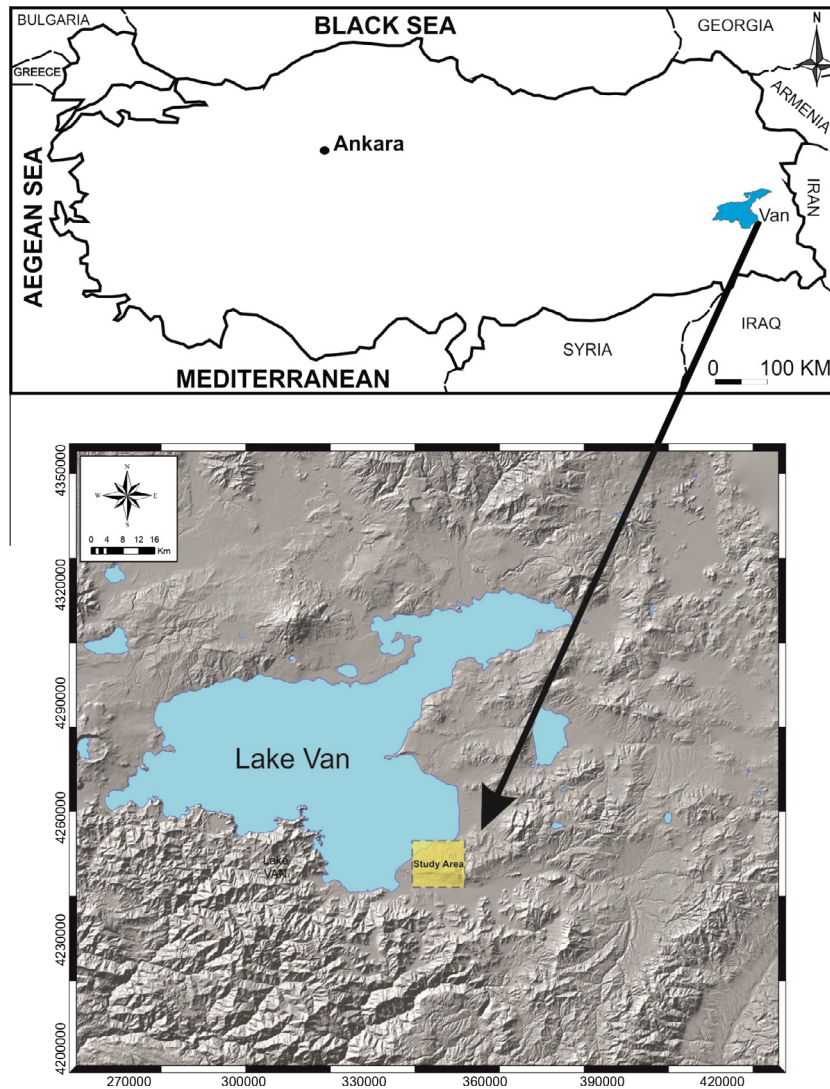 BULGARIA
BLACK SEA
GEORGIA
N
GREECE
ARMENIA
Ankara
AEGEAN SEA
IRAN
Van
IRAQ
SYRIA
0 100 KM
MEDITERRANEAN
4350000
N
W E
S
0 4 8 12 16
Km
4320000
4290000
Lake Van
4260000
Study Area
Lake
VAN
4230000
4200000
270000 300000 330000 360000 390000 420000